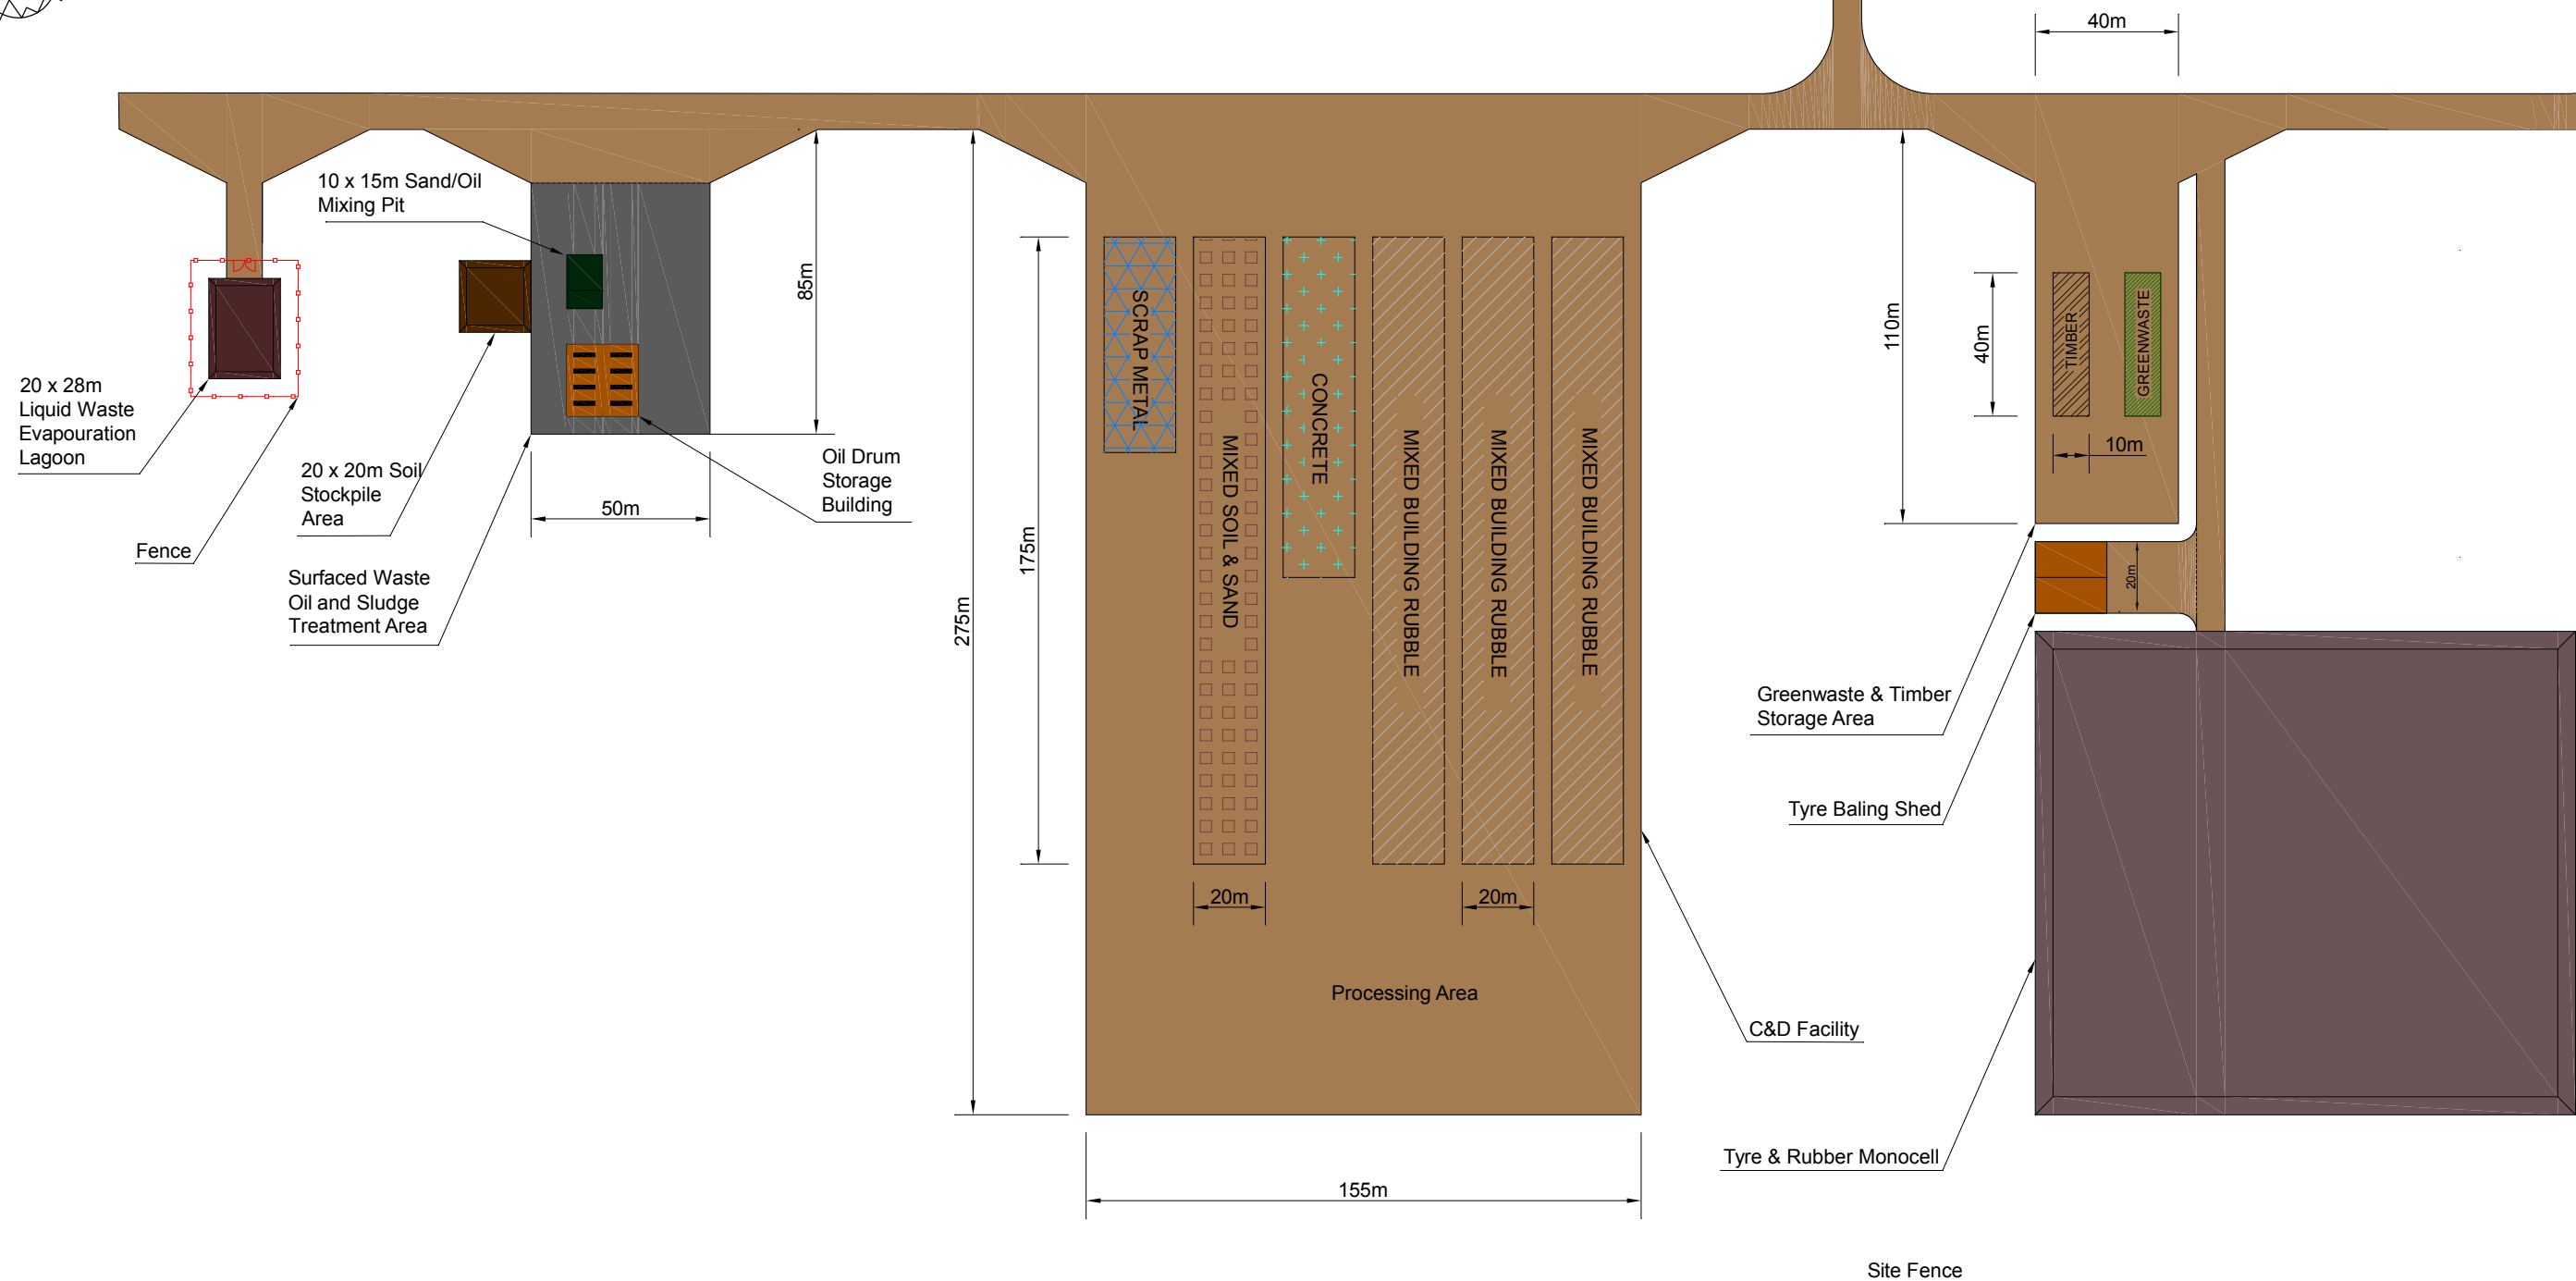 40m
10 x 15m Sand/Oil
Mixing Pit
85m
110m
40m
TIMBER
GREENWASTE
10m
SCRAP METAL
MIXED SOIL & SAND
CONCRETE
MIXED BUILDING RUBBLE
MIXED BUILDING RUBBLE
MIXED BUILDING RUBBLE
175m
275m
20 x 28m
Liquid Waste
Evapouration
Lagoon
Fence
20 x 20m Soil
Stockpile
Area
50m
Oil Drum
Storage
Building
Surfaced Waste
Oil and Sludge
Treatment Area
20m
Greenwaste & Timber
Storage Area
Tyre Baling Shed
20m
20m
Processing Area
C&D Facility
Tyre & Rubber Monocell
155m
Site Fence